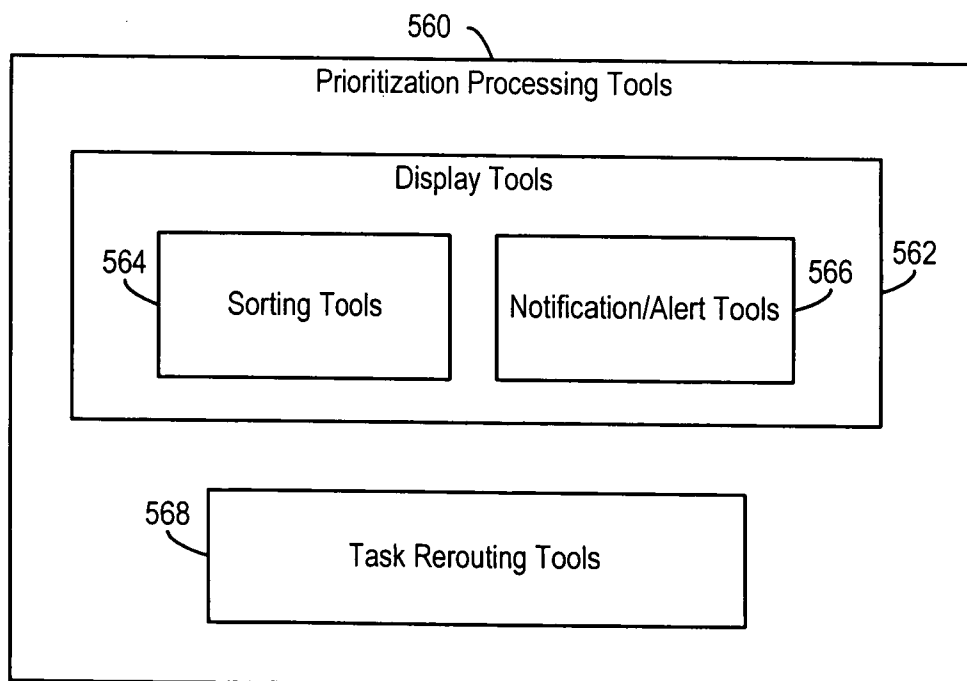 560
Prioritization Processing Tools
Display Tools
564
Sorting Tools
Notification/Alert Tools
566
562
568
Task Rerouting Tools